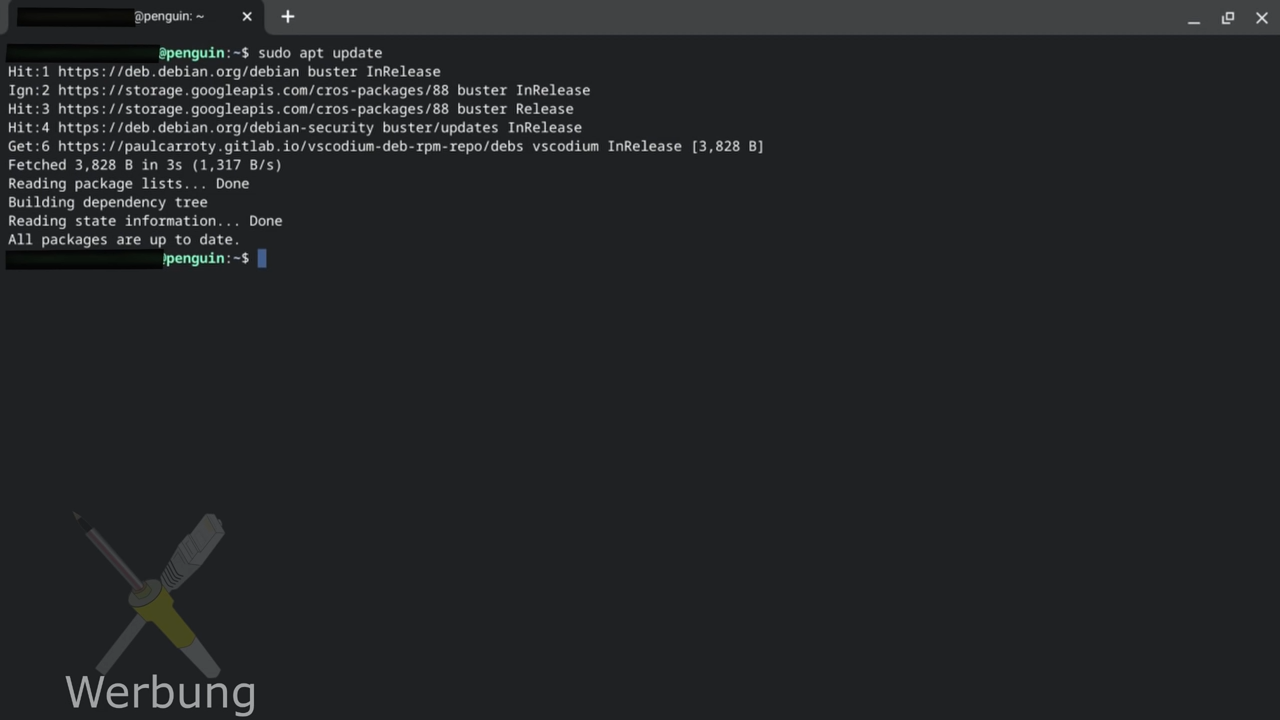 @penguin: ~
@penguin:~$ sudo apt update
Hit:1 https://deb.debian.org/debian buster InRelease
Ign:2 https://storage.googleapis.com/cros-packages/88 buster InRelease
Hit:3 https://storage.googleapis.com/cros-packages/88 buster Release
Hit:4 https://deb.debian.org/debian-security buster/updates InRelease
Get:6 https://paulcarroty.gitlab.io/vscodium-deb-rpm-repo/debs vscodium InRelease [3,828 B]
Fetched 3,828 B in 3s (1,317 B/s)
Reading package lists... Done
Building dependency tree
Reading state information... Done
All packages are up to date.
@penguin:~$
Werbung